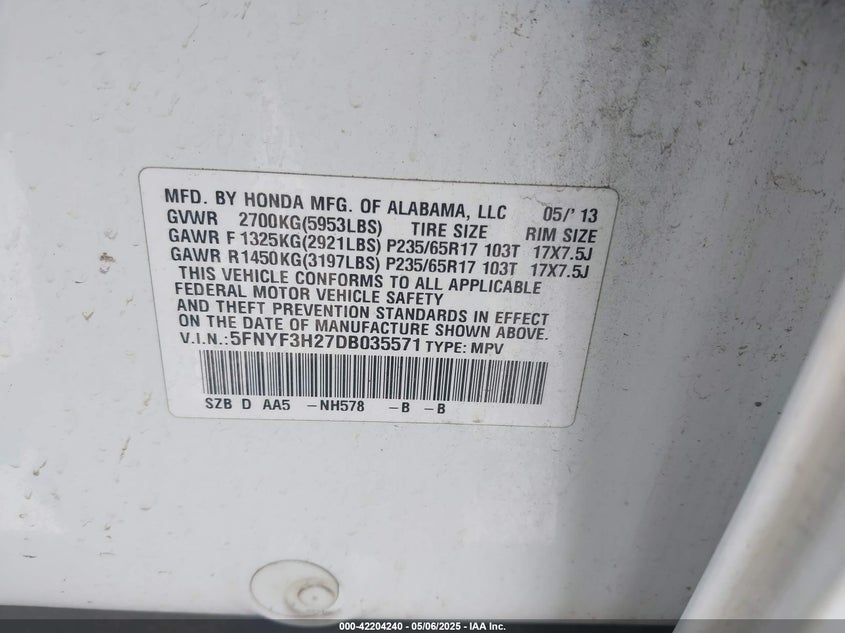 MFD. BY HONDA MFG. OF ALABAMA, LLC 05/' 13
GVWR 2700KG(5953LBS) TIRE SIZE RIM SIZE
GAWR F 1325KG(2921LBS) P235/65R17 103T 17X7.5J
GAWR R1450KG(3197LBS) P235/65R17 103T 17X7.5J
THIS VEHICLE CONFORMS TO ALL APPLICABLE
FEDERAL MOTOR VEHICLE SAFETY
AND THEFT PREVENTION STANDARDS IN EFFECT
ON THE DATE OF MANUFACTURE SHOWN ABOVE.
V.I.N.:5FNYF3H27DB035571 TYPE: MPV
SZB D AA5 -NH578 -B -B
000-42204240 - 05/06/2025 - IAA Inc.